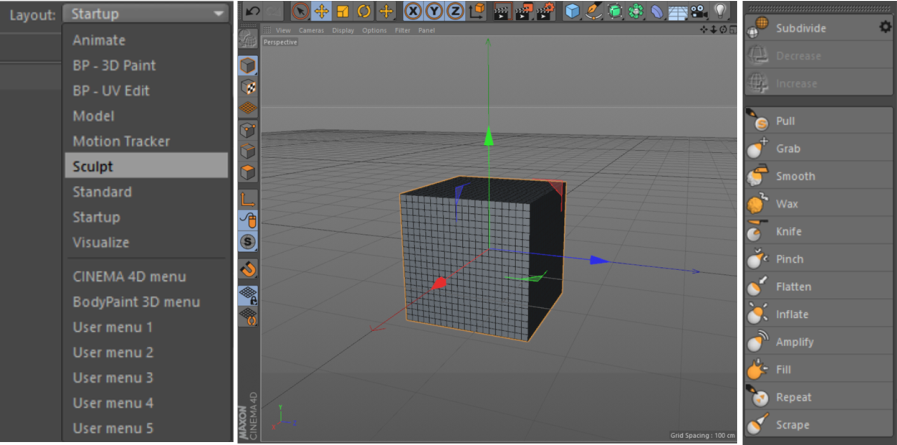 Layout: Startup
Animate
BP - 3D Paint
BP - UV Edit
Model
Motion Tracker
Sculpt
Standard
Startup
Visualize
CINEMA 4D menu
BodyPaint 3D menu
User menu 1
User menu 2
User menu 3
User menu 4
User menu 5
X Y Z
View Cameras Display Options Filter Panel
Perspective
S
Y
Grid Spacing : 100 cm
MAXON
CINEMA 4D
Subdivide
Decrease
Increase
Pull
Grab
Smooth
Wax
Knife
Pinch
Flatten
Inflate
Amplify
Fill
Repeat
Scrape